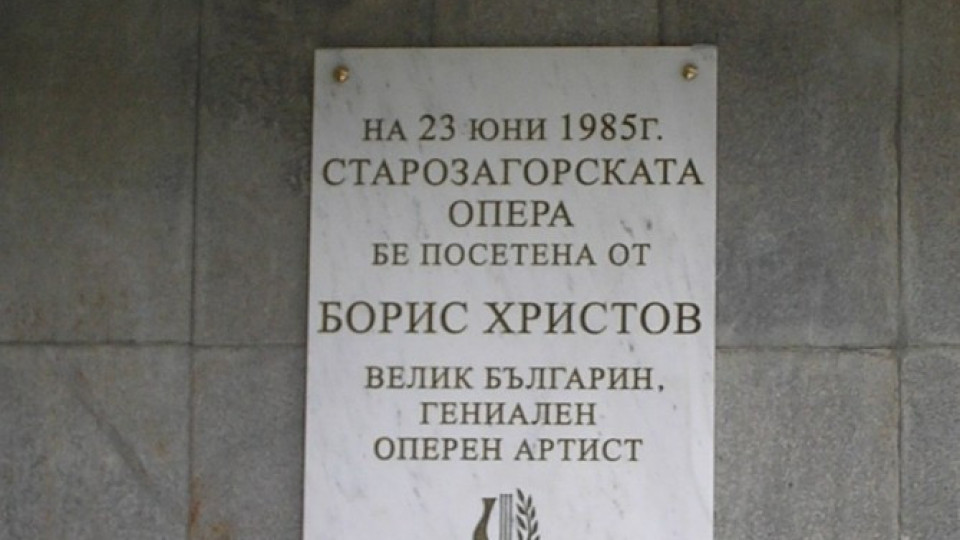 НА 23 ЮНИ 1985Г.
СТАРОЗАГОРСКАТА
ОПЕРА
БЕ ПОСЕТЕНА ОТ
БОРИС ХРИСТОВ
ВЕЛИК БЪЛГАРИН,
ГЕНИАЛЕН
ОПЕРЕН АРТИСТ